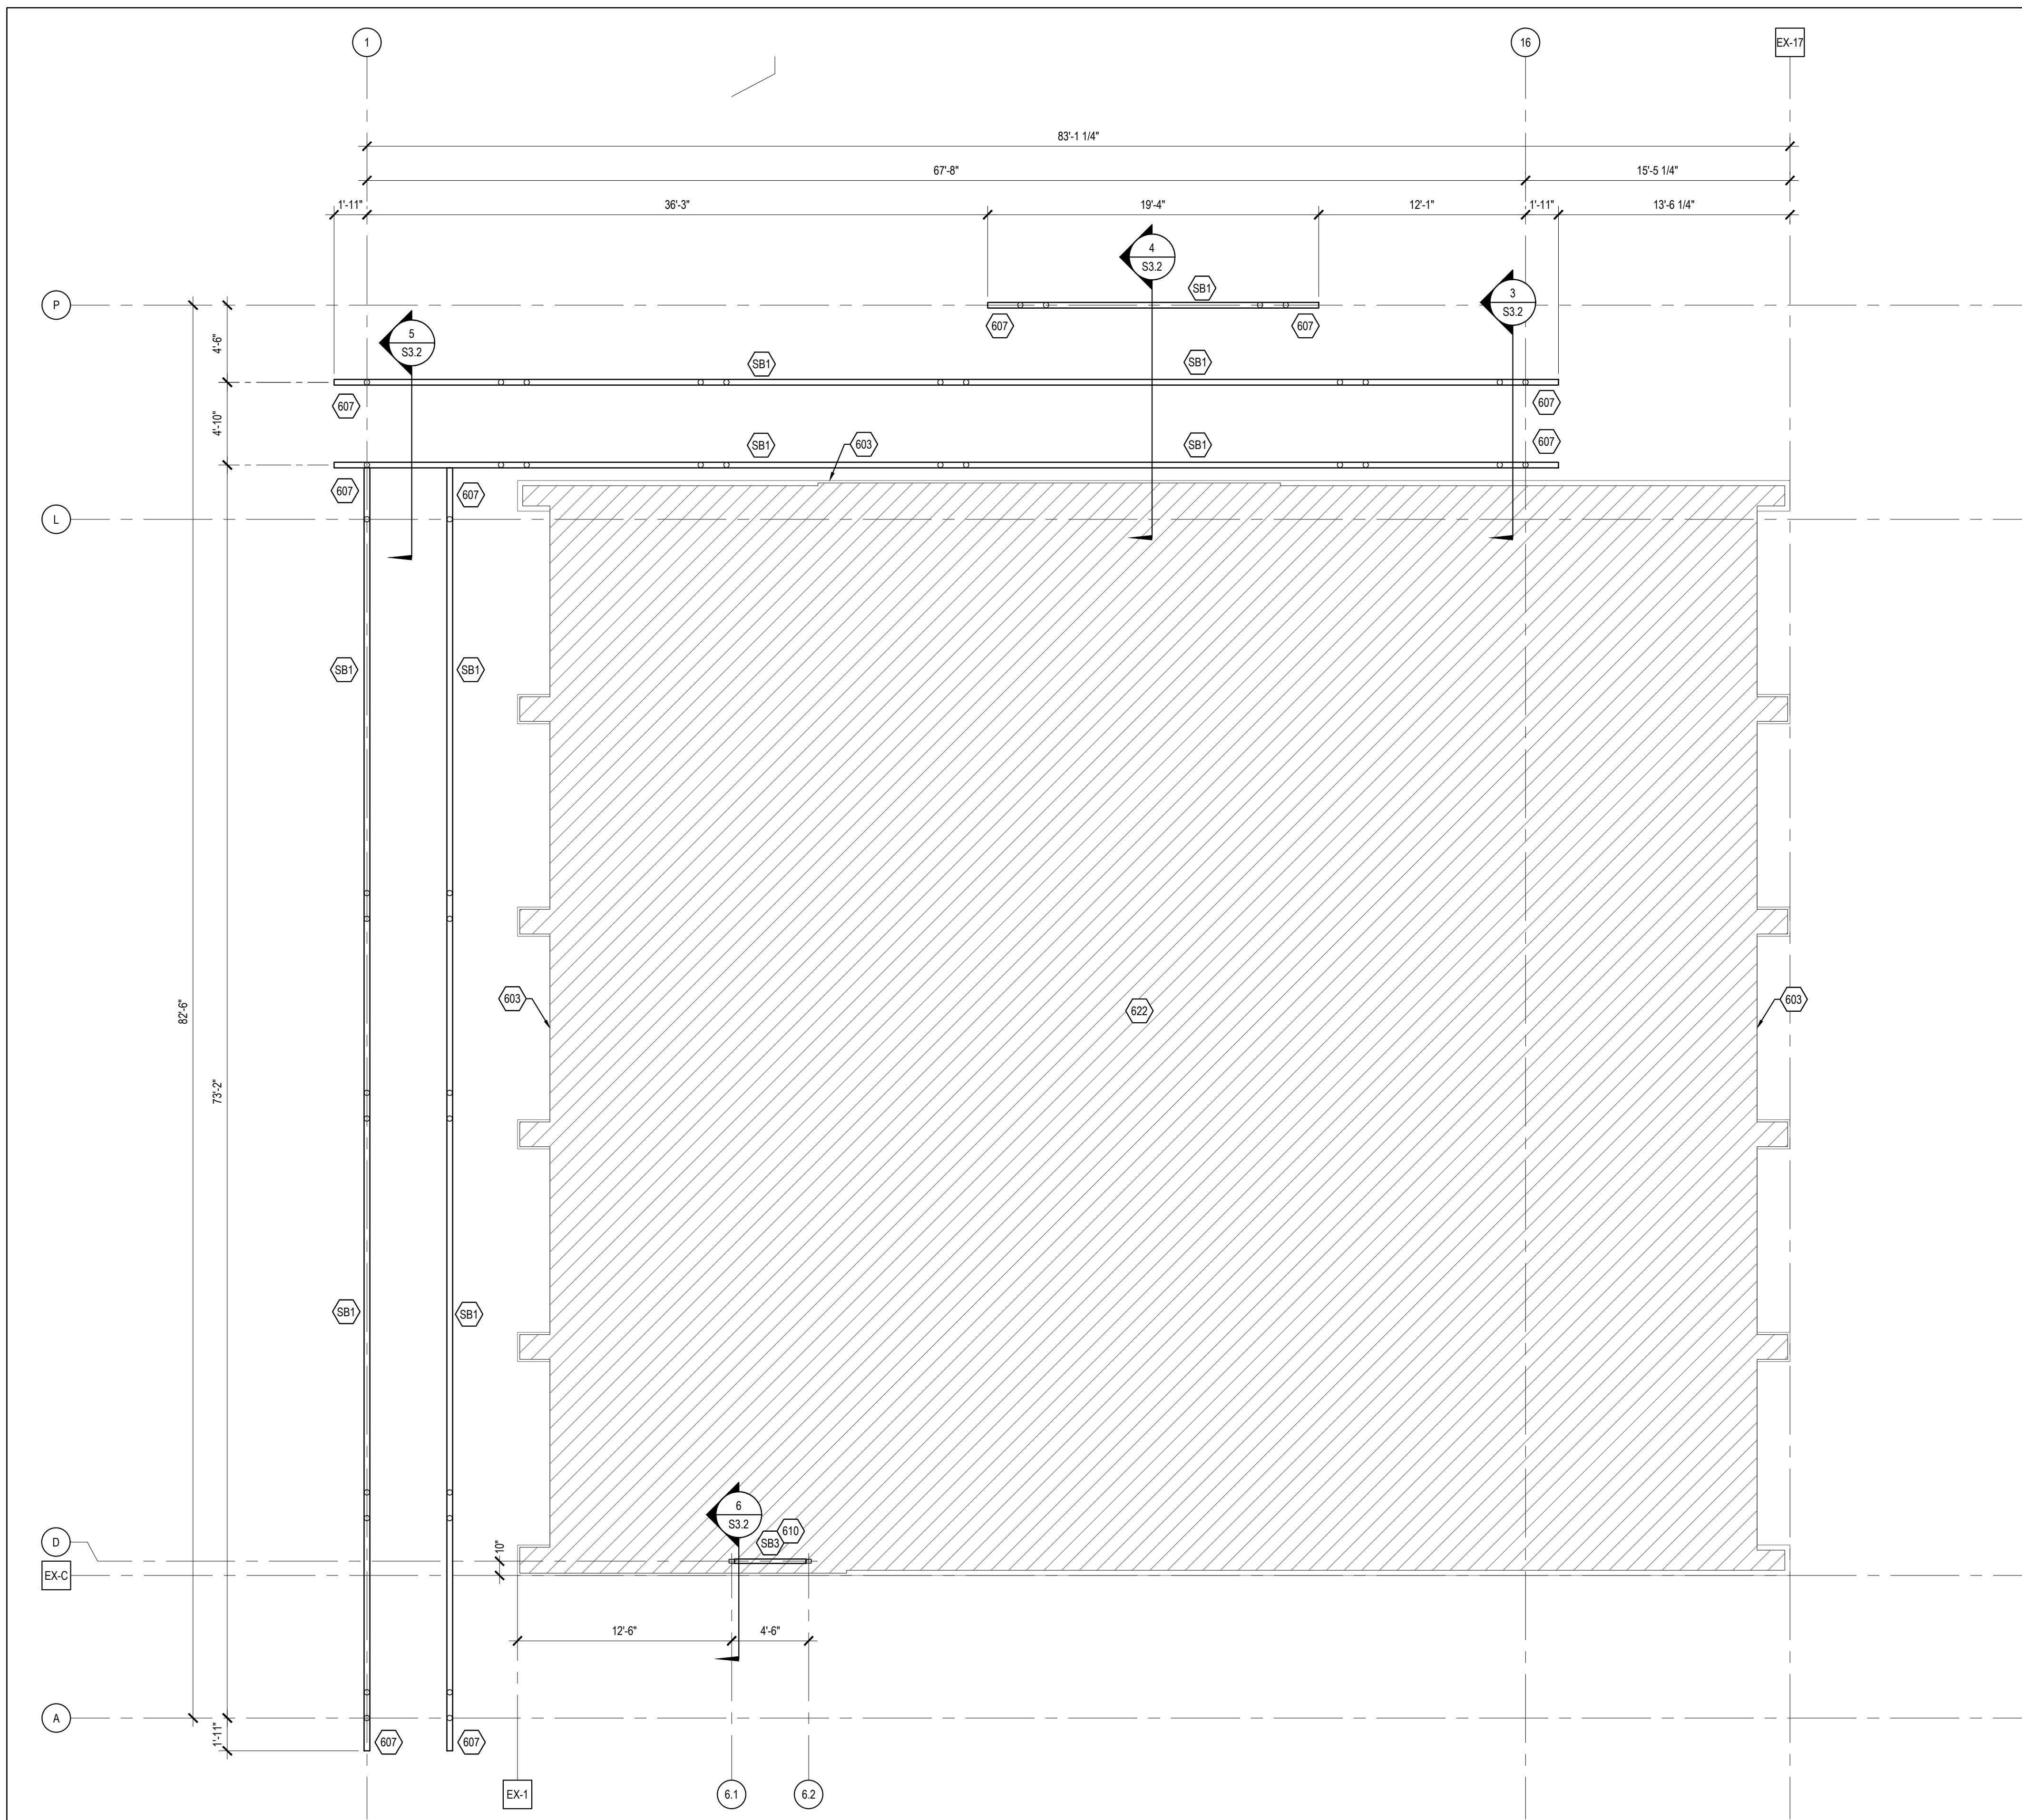 1
16
EX-17
83'-1 1/4"
67'-8"
15'-5 1/4"
1'-11"
36'-3"
19'-4"
12'-1"
1'-11"
13'-6 1/4"
4
S3.2
3
S3.2
SB1
P
607
607
5
S3.2
4'-6"
SB1
SB1
607
607
4'-10"
SB1
603
SB1
607
607
607
L
SB1
SB1
603
622
603
82'-6"
73'-2"
SB1
SB1
6
S3.2
610
SB3
D
10"
EX-C
12'-6"
4'-6"
A
1'-11"
607
607
EX-1
6.1
6.2